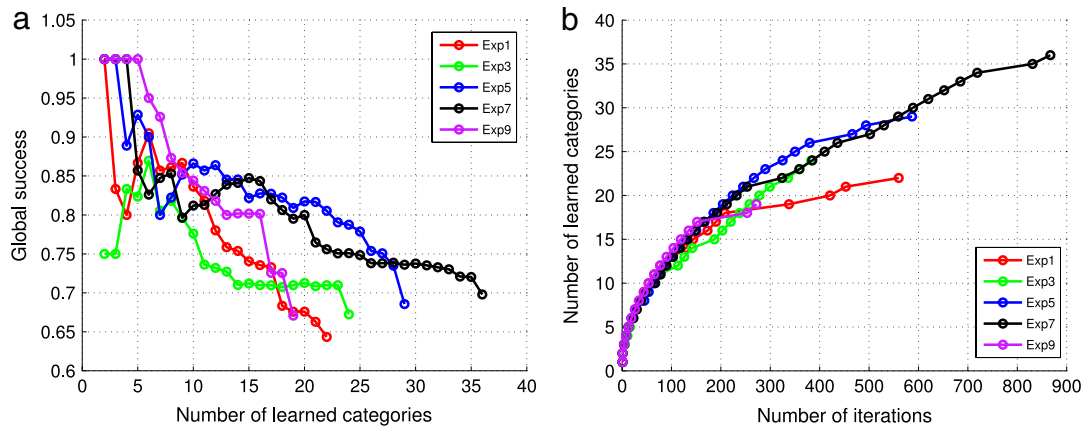 a
1.05
1
0.95
0.9
0.85
0.8
0.75
0.7
0.65
0.6
Global success
0 5 10 15 20 25 30 35 40
Number of learned categories
Exp1
Exp3
Exp5
Exp7
Exp9
b
40
35
30
25
20
15
10
5
0
Number of learned categories
0 100 200 300 400 500 600 700 800 900
Number of iterations
Exp1
Exp3
Exp5
Exp7
Exp9